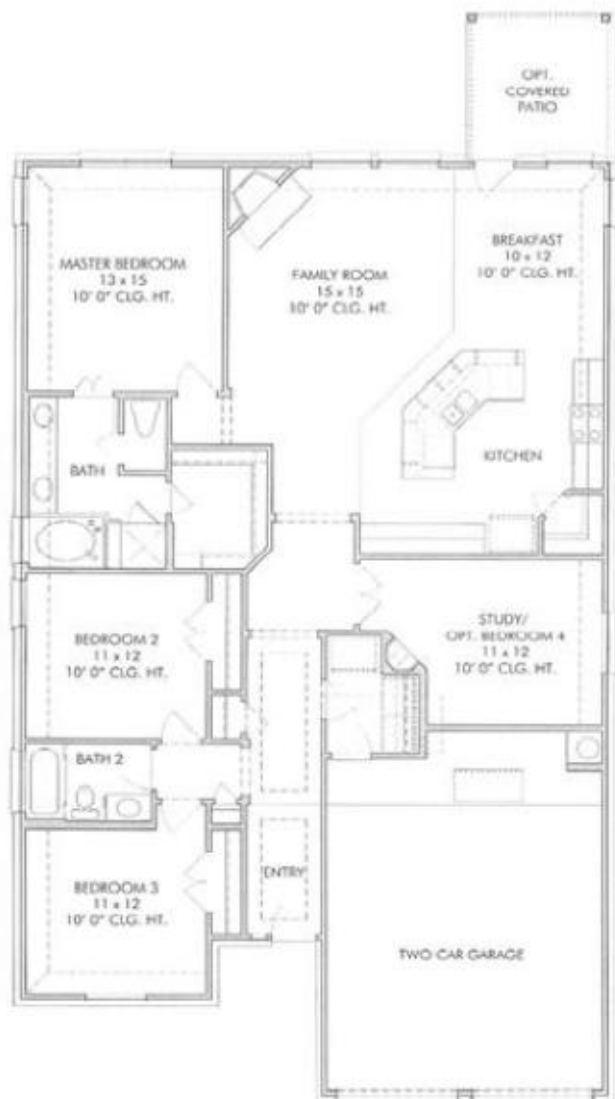 OPT.
COVERED
PATIO
MASTER BEDROOM
13 x 15
10' 0" CLG. HT.
FAMILY ROOM
15 x 15
10' 0" CLG. HT.
BREAKFAST
10 x 12
10' 0" CLG. HT.
BATH
KITCHEN
BEDROOM 2
11 x 12
10' 0" CLG. HT.
STUDY/
OPT. BEDROOM 4
11 x 12
10' 0" CLG. HT.
BATH 2
BEDROOM 3
11 x 12
10' 0" CLG. HT.
ENTRY
TWO CAR GARAGE